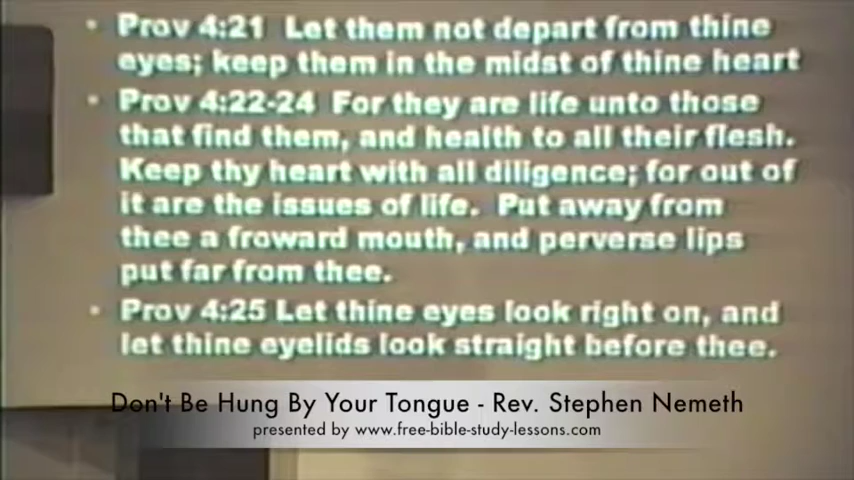 • Prov 4:21 Let them not depart from thine
eyes; keep them in the midst of thine heart
• Prov 4:22-24 For they are life unto those
that find them, and health to all their flesh.
Keep thy heart with all diligence; for out of
it are the issues of life. Put away from
thee a froward mouth, and perverse lips
put far from thee.
• Prov 4:25 Let thine eyes look right on, and
let thine eyelids look straight before thee.
Don't Be Hung By Your Tongue - Rev. Stephen Nemeth
presented by www.free-bible-study-lessons.com